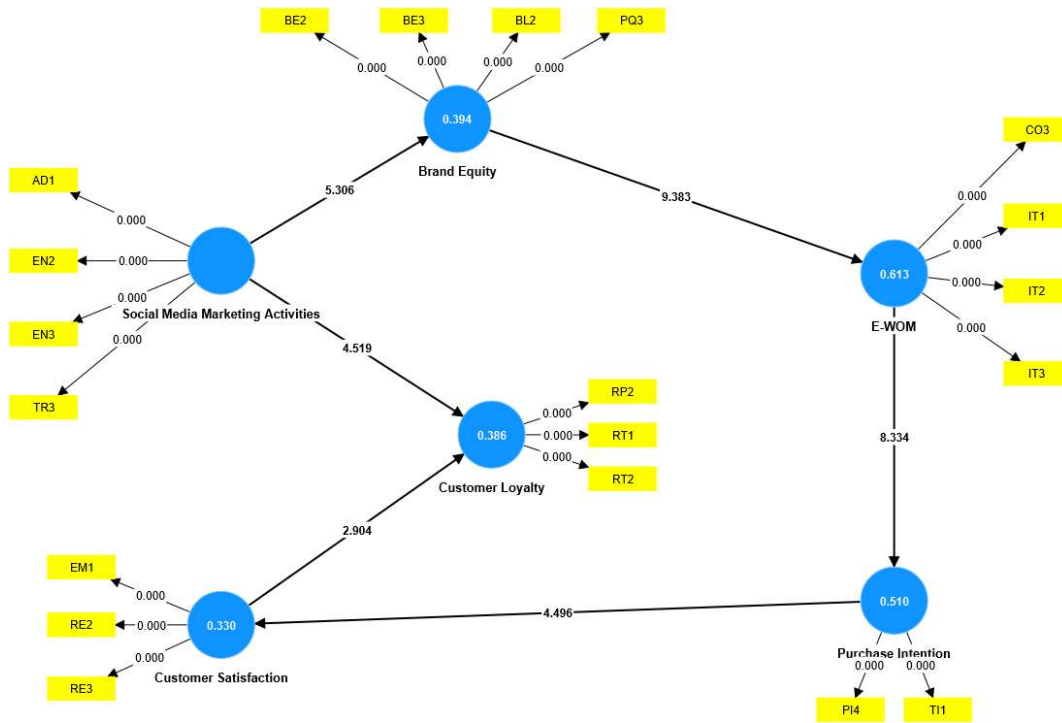 BE2
BE3
BL2
PQ3
0.000
0.000
0.000
0.000
0.394
Brand Equity
CO3
0.000
IT1
0.000
IT2
0.000
IT3
0.000
0.613
E-WOM
AD1
0.000
EN2
0.000
EN3
0.000
TR3
0.000
Social Media Marketing Activities
5.306
9.383
4.519
8.334
0.386
Customer Loyalty
RP2
0.000
RT1
0.000
RT2
0.000
2.904
EM1
0.000
RE2
0.000
RE3
0.000
0.330
Customer Satisfaction
4.496
0.510
Purchase Intention
0.000
0.000
PI4
TI1